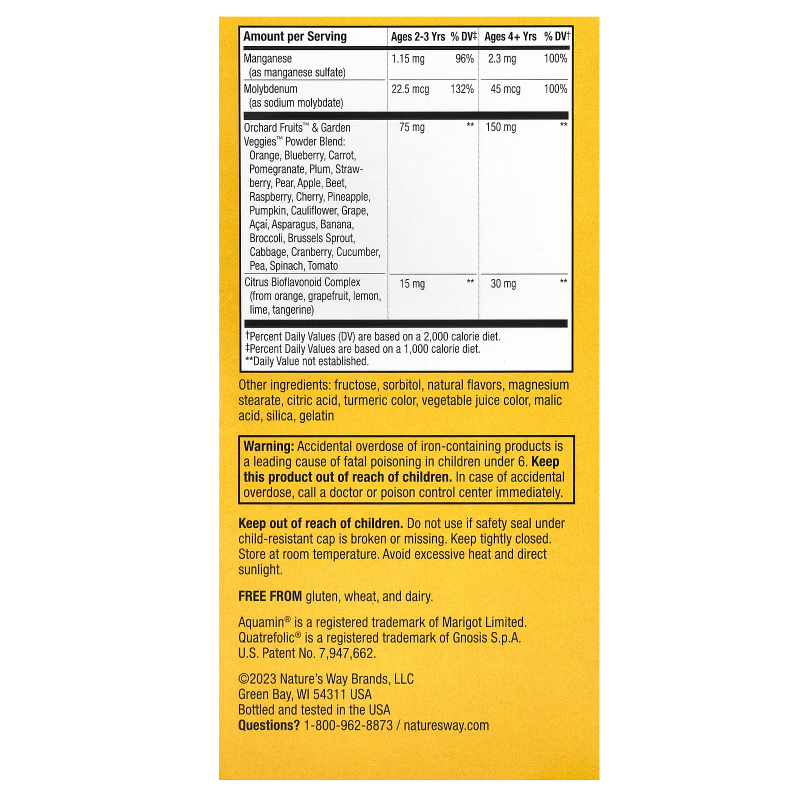 Amount per Serving Ages 2-3 Yrs % DV‡ Ages 4+ Yrs % DV†
Manganese 1.15 mg 96% 2.3 mg 100%
(as manganese sulfate)
Molybdenum 22.5 mcg 132% 45 mcg 100%
(as sodium molybdate)
Orchard Fruits™ & Garden 75 mg ** 150 mg **
Veggies™ Powder Blend:
Orange, Blueberry, Carrot,
Pomegranate, Plum, Straw-
berry, Pear, Apple, Beet,
Raspberry, Cherry, Pineapple,
Pumpkin, Cauliflower, Grape,
Açaí, Asparagus, Banana,
Broccoli, Brussels Sprout,
Cabbage, Cranberry, Cucumber,
Pea, Spinach, Tomato
Citrus Bioflavonoid Complex 15 mg ** 30 mg **
(from orange, grapefruit, lemon,
lime, tangerine)
†Percent Daily Values (DV) are based on a 2,000 calorie diet.
‡Percent Daily Values are based on a 1,000 calorie diet.
**Daily Value not established.
Other ingredients: fructose, sorbitol, natural flavors, magnesium
stearate, citric acid, turmeric color, vegetable juice color, malic
acid, silica, gelatin
Warning: Accidental overdose of iron-containing products is
a leading cause of fatal poisoning in children under 6. Keep
this product out of reach of children. In case of accidental
overdose, call a doctor or poison control center immediately.
Keep out of reach of children. Do not use if safety seal under
child-resistant cap is broken or missing. Keep tightly closed.
Store at room temperature. Avoid excessive heat and direct
sunlight.
FREE FROM gluten, wheat, and dairy.
Aquamin® is a registered trademark of Marigot Limited.
Quatrefolic® is a registered trademark of Gnosis S.p.A.
U.S. Patent No. 7,947,662.
©2023 Nature's Way Brands, LLC
Green Bay, WI 54311 USA
Bottled and tested in the USA
Questions? 1-800-962-8873 / naturesway.com